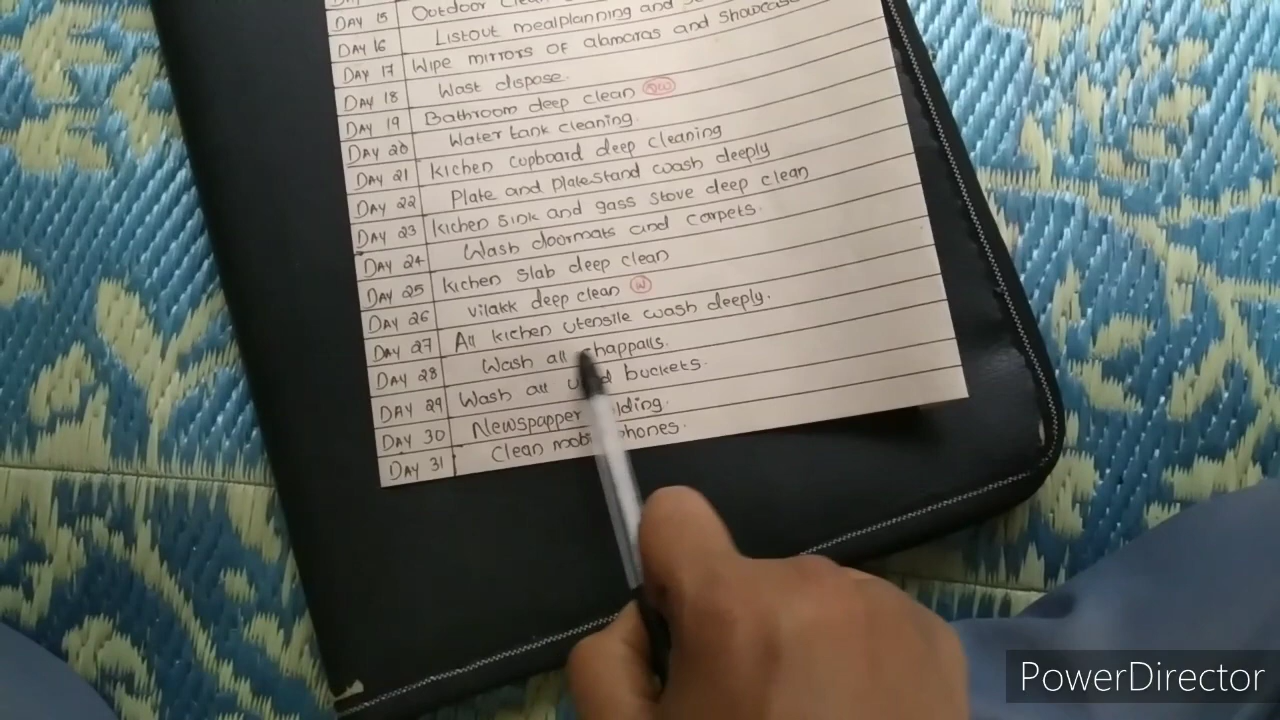 DAY 15 Outdoor
DAY 16 Listout mealplanning and
DAY 17 Wipe mirrors of almaras and showcase
DAY 18 Wast dispose.
DAY 19 Bathroom deep clean
DAY 20 Water tank cleaning.
DAY 21 Kichen cupboard deep cleaning
DAY 22 Plate and platestand wash deeply
DAY 23 Kichen sink and gass stove deep clean
DAY 24 Wash doormats and carpets.
DAY 25 Kichen slab deep clean
DAY 26 Vilakk deep clean W
DAY 27 All kichen utensile wash deeply.
DAY 28 Wash all chappalls.
DAY 29 Wash all used buckets.
DAY 30 Newspapper
DAY 31 Clean mobile phones.
PowerDirector